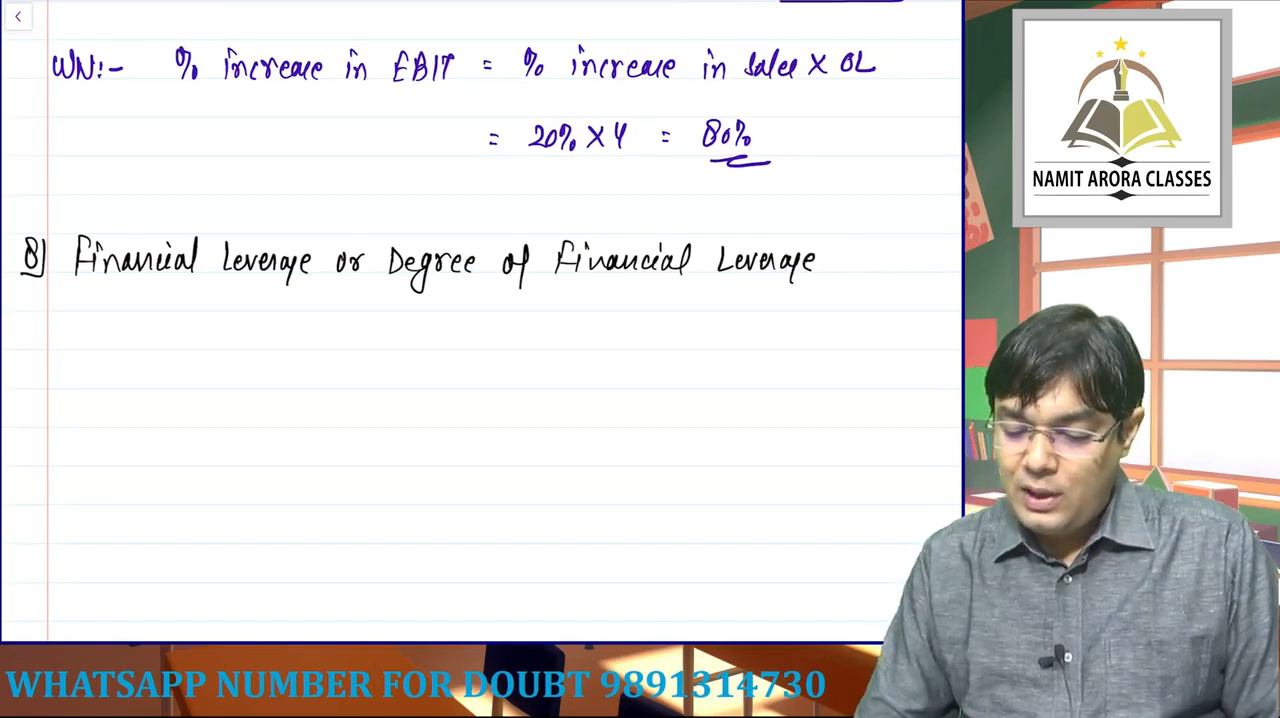 WN:- % increase in EBIT = % increase in sales X OL
= 20% X 4 = 80%
B] Financial Leverage or Degree of Financial Leverage
NAMIT ARORA CLASSES
WHATSAPP NUMBER FOR DOUBT 9891314730